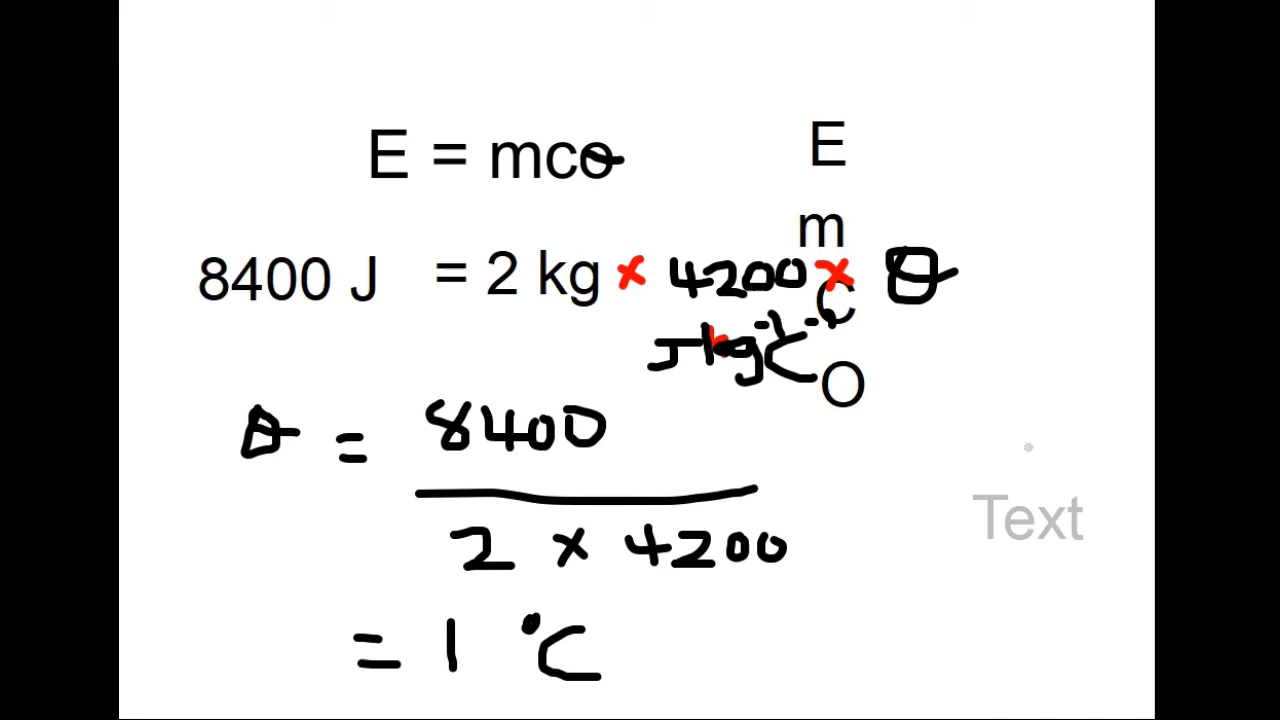 E = mcθ
E
m
8400 J = 2 kg × 4200 × θ
C
J kg⁻¹ C⁻¹
O
θ = 8400
2 × 4200
Text
= 1 °C